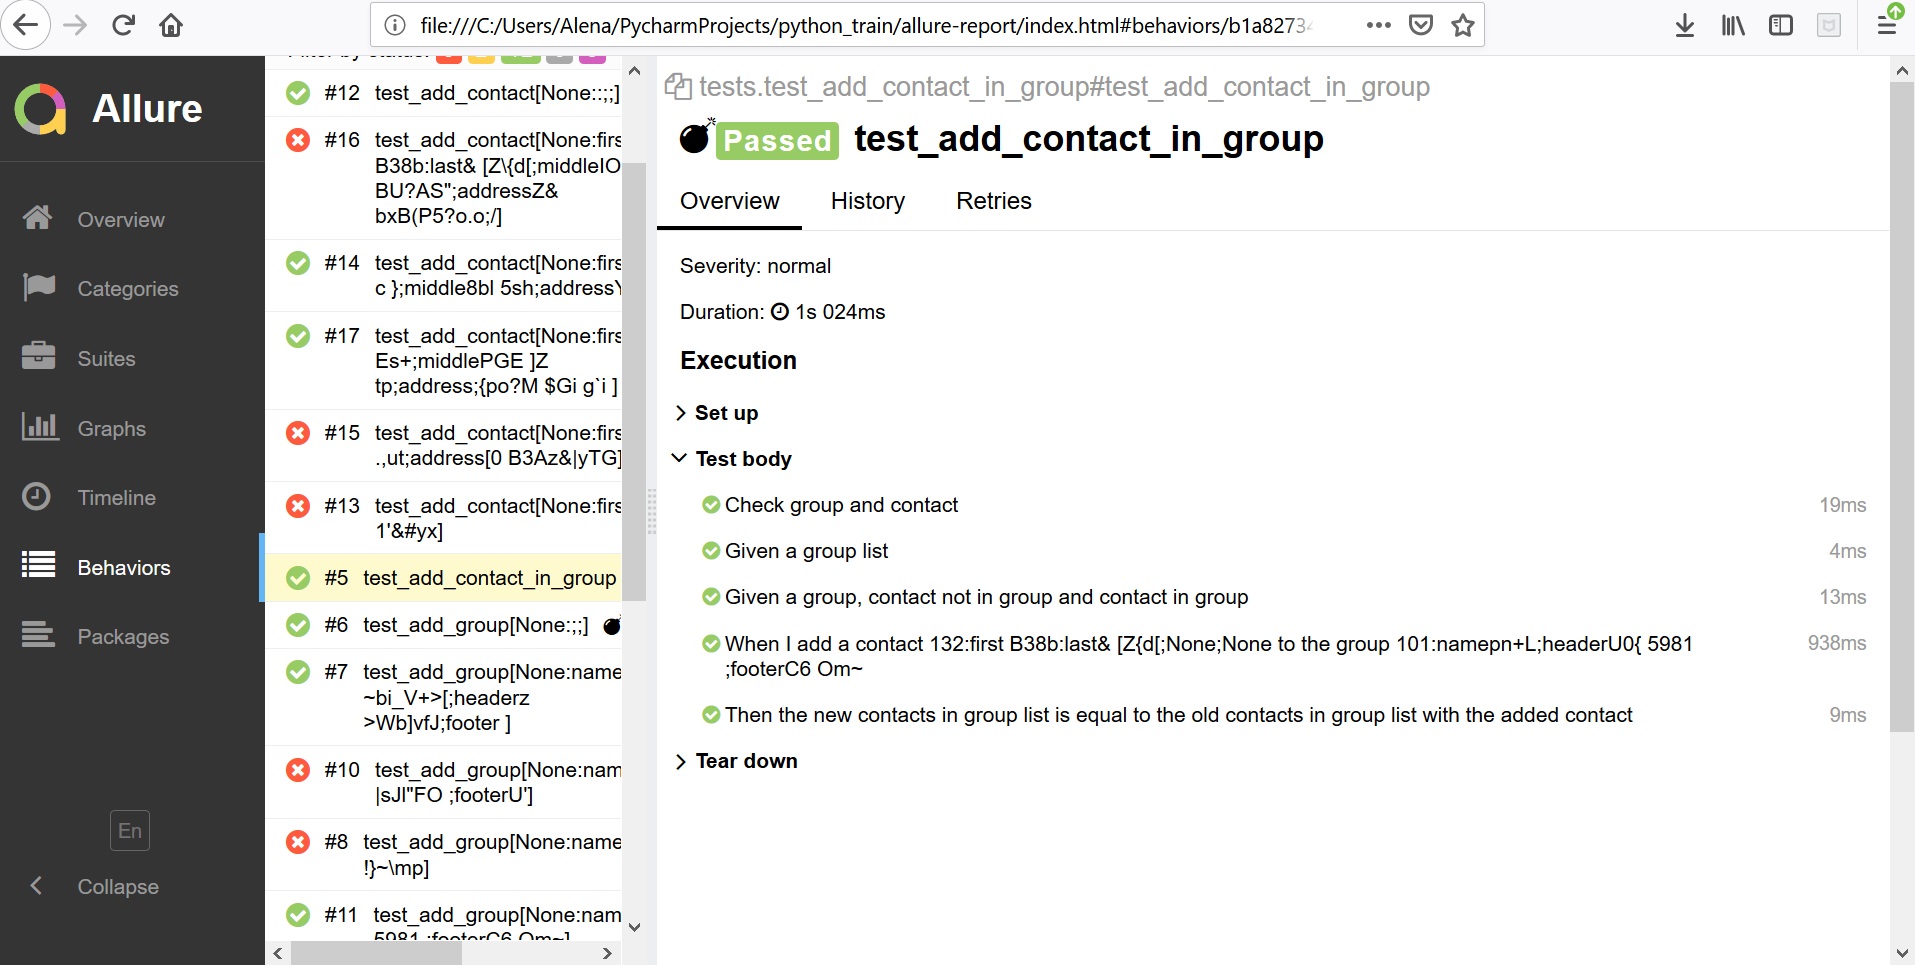 file:///C:/Users/Alena/PycharmProjects/python_train/allure-report/index.html#behaviors/b1a8273
Allure
Overview
Categories
Suites
Graphs
Timeline
Behaviors
Packages
En
Collapse
#12 test_add_contact[None::;;]
#16 test_add_contact[None:firs
B38b:last& [Z\{d[;middleIO
BU?AS";addressZ&
bxB(P5?o.o;/]
#14 test_add_contact[None:firs
c };middle8bl 5sh;addressY
#17 test_add_contact[None:firs
Es+;middlePGE ]Z
tp;address;{po?M $Gi g`i ]
#15 test_add_contact[None:firs
.,ut;address[0 B3Az&|yTG]
#13 test_add_contact[None:firs
1'&#yx]
#5 test_add_contact_in_group
#6 test_add_group[None:;;]
#7 test_add_group[None:name
~bi_V+>[;headerz
>Wb]vfJ;footer ]
#10 test_add_group[None:nam
|sJl"FO ;footerU']
#8 test_add_group[None:name
!}~\mp]
#11 test_add_group[None:nam
5981 ;footerC6 Om~]
tests.test_add_contact_in_group#test_add_contact_in_group
Passed test_add_contact_in_group
Overview History Retries
Severity: normal
Duration: 1s 024ms
Execution
Set up
Test body
Check group and contact 19ms
Given a group list 4ms
Given a group, contact not in group and contact in group 13ms
When I add a contact 132:first B38b:last& [Z{d[;None;None to the group 101:namepn+L;headerU0{ 5981 938ms
;footerC6 Om~
Then the new contacts in group list is equal to the old contacts in group list with the added contact 9ms
Tear down